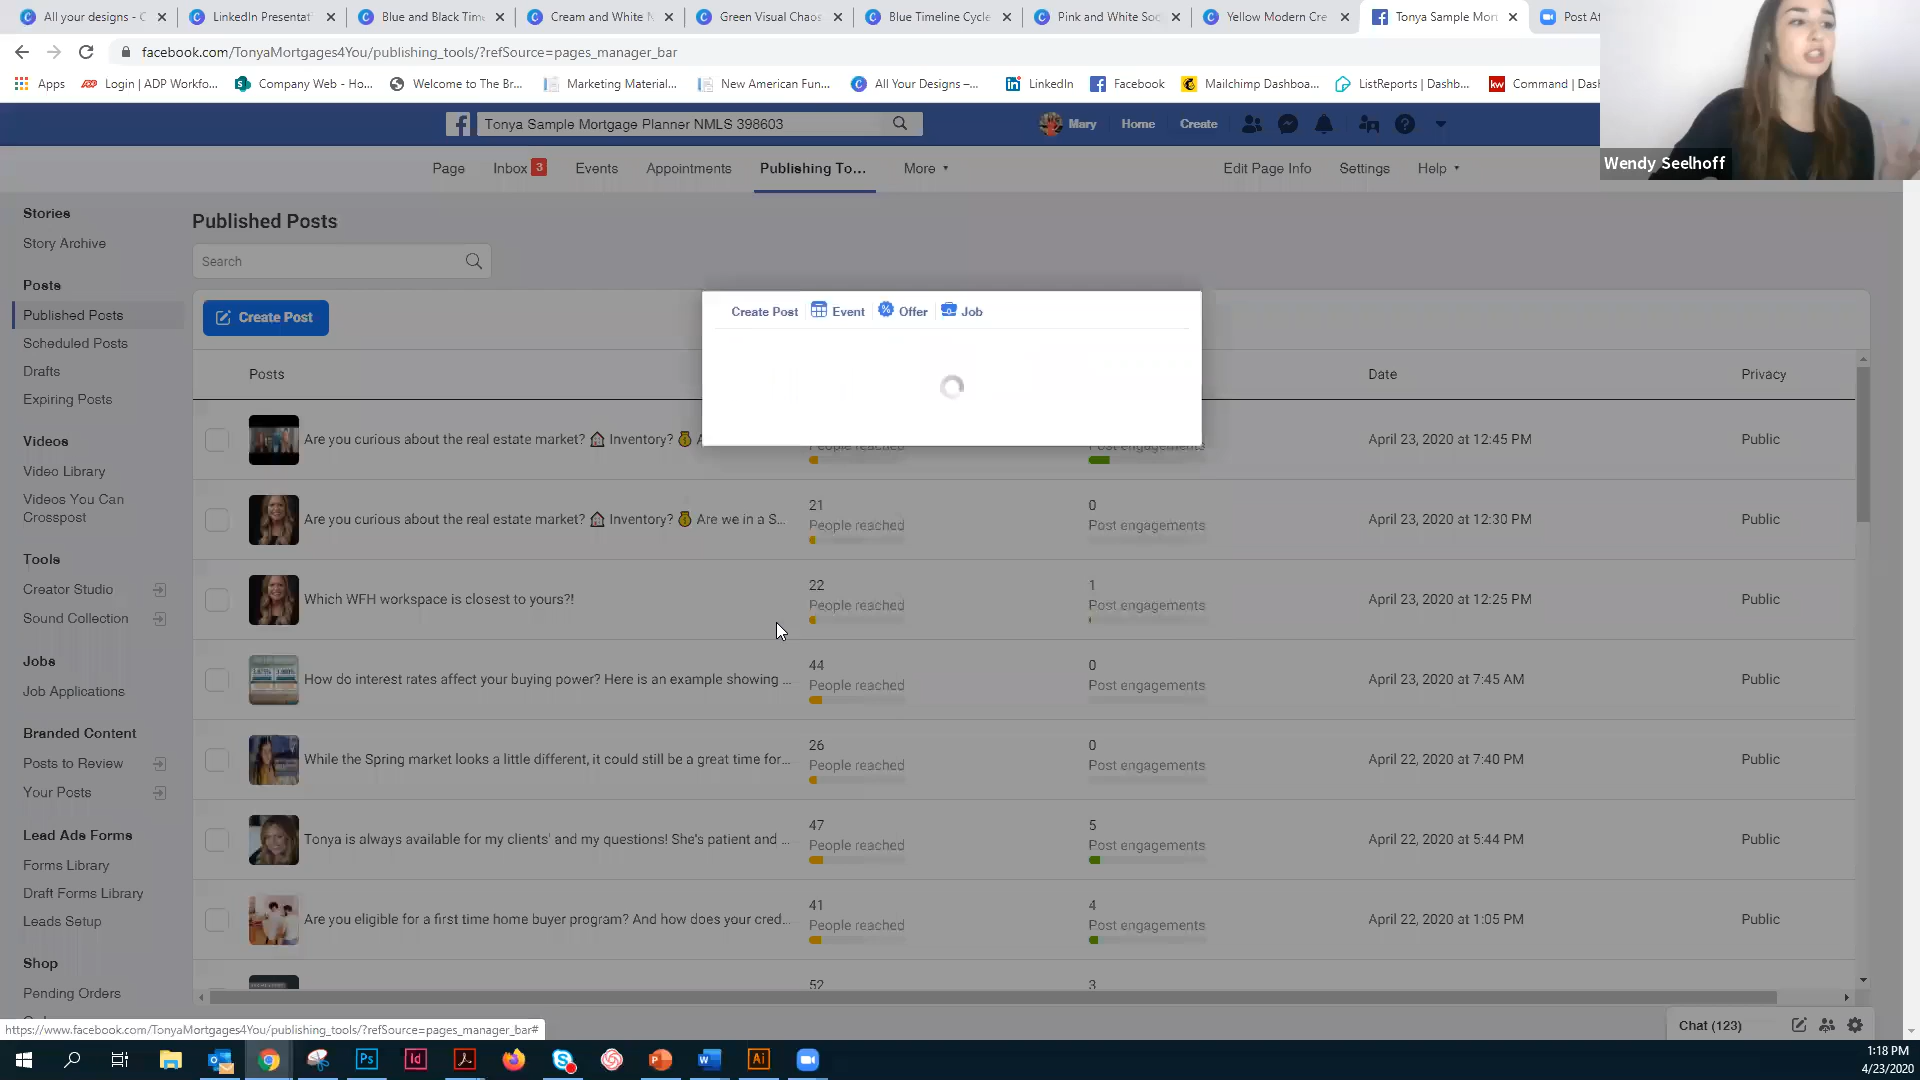 All your designs - C
LinkedIn Presentat
Blue and Black Tim
Cream and White N
Green Visual Chaos
Blue Timeline Cycle
Pink and White Soc
Yellow Modern Cre
Tonya Sample Mor
Post At
facebook.com/TonyaMortgages4You/publishing_tools/?refSource=pages_manager_bar
Apps
Login | ADP Workfo...
Company Web - Ho...
Welcome to The Br...
Marketing Material...
New American Fun...
All Your Designs –...
LinkedIn
Facebook
Mailchimp Dashboa...
ListReports | Dashb...
kw
Command | Das
Wendy Seelhoff
Tonya Sample Mortgage Planner NMLS 398603
Mary
Home
Create
Page
Inbox 3
Events
Appointments
Publishing To...
More
Edit Page Info
Settings
Help
Stories
Story Archive
Posts
Published Posts
Scheduled Posts
Drafts
Expiring Posts
Videos
Video Library
Videos You Can
Crosspost
Tools
Creator Studio
Sound Collection
Jobs
Job Applications
Branded Content
Posts to Review
Your Posts
Lead Ads Forms
Forms Library
Draft Forms Library
Leads Setup
Shop
Pending Orders
Published Posts
Search
Create Post
Create Post
Event
Offer
Job
Posts
Date
Privacy
Are you curious about the real estate market? 🏠 Inventory? 💰 A
People reached
Post engagements
April 23, 2020 at 12:45 PM
Public
Are you curious about the real estate market? 🏠 Inventory? 💰 Are we in a S...
21
People reached
0
Post engagements
April 23, 2020 at 12:30 PM
Public
Which WFH workspace is closest to yours?!
22
People reached
1
Post engagements
April 23, 2020 at 12:25 PM
Public
How do interest rates affect your buying power? Here is an example showing ...
44
People reached
0
Post engagements
April 23, 2020 at 7:45 AM
Public
While the Spring market looks a little different, it could still be a great time for...
26
People reached
0
Post engagements
April 22, 2020 at 7:40 PM
Public
Tonya is always available for my clients' and my questions! She's patient and ...
47
People reached
5
Post engagements
April 22, 2020 at 5:44 PM
Public
Are you eligible for a first time home buyer program? And how does your cred...
41
People reached
4
Post engagements
April 22, 2020 at 1:05 PM
Public
52
3
Chat (123)
https://www.facebook.com/TonyaMortgages4You/publishing_tools/?refSource=pages_manager_bar#
Ps
Id
Ai
1:18 PM
4/23/2020